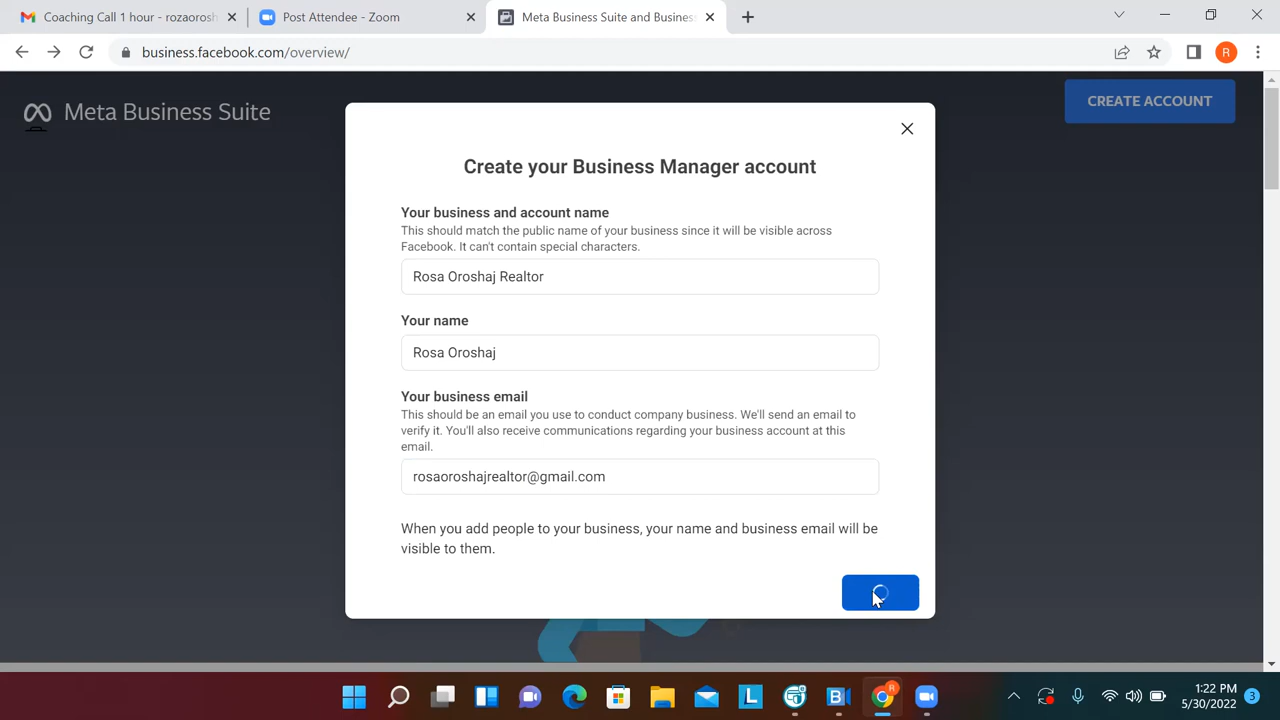 Coaching Call 1 hour - rozaorosh
Post Attendee - Zoom
Meta Business Suite and Busines
business.facebook.com/overview/
R
Meta Business Suite
CREATE ACCOUNT
Create your Business Manager account
Your business and account name
This should match the public name of your business since it will be visible across
Facebook. It can't contain special characters.
Rosa Oroshaj Realtor
Your name
Rosa Oroshaj
Your business email
This should be an email you use to conduct company business. We'll send an email to
verify it. You'll also receive communications regarding your business account at this
email.
rosaoroshajrealtor@gmail.com
When you add people to your business, your name and business email will be
visible to them.
L
B
R
1:22 PM
5/30/2022
3